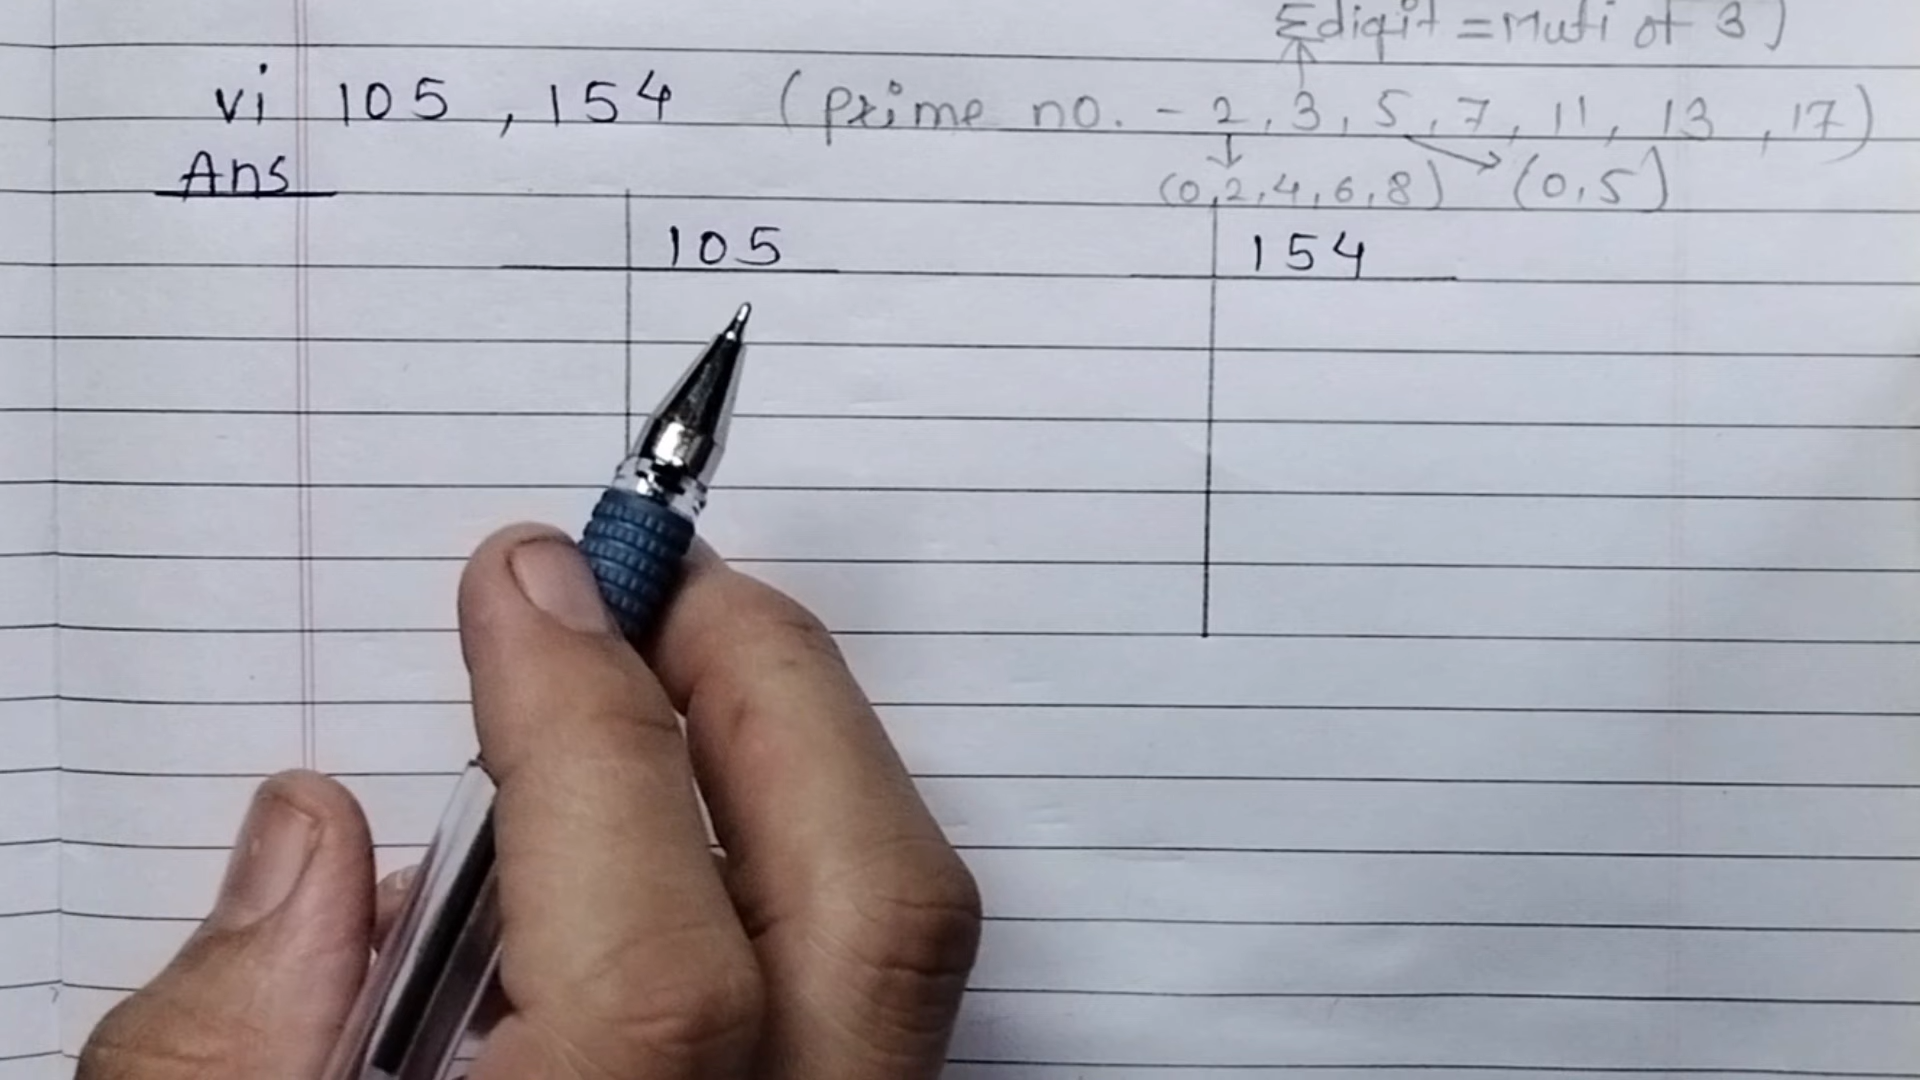 Σdigit = Multi of 3)
vi 105, 154 (prime no. - 2, 3, 5, 7, 11, 13, 17)
Ans (0,2,4,6,8) (0,5)
105 154